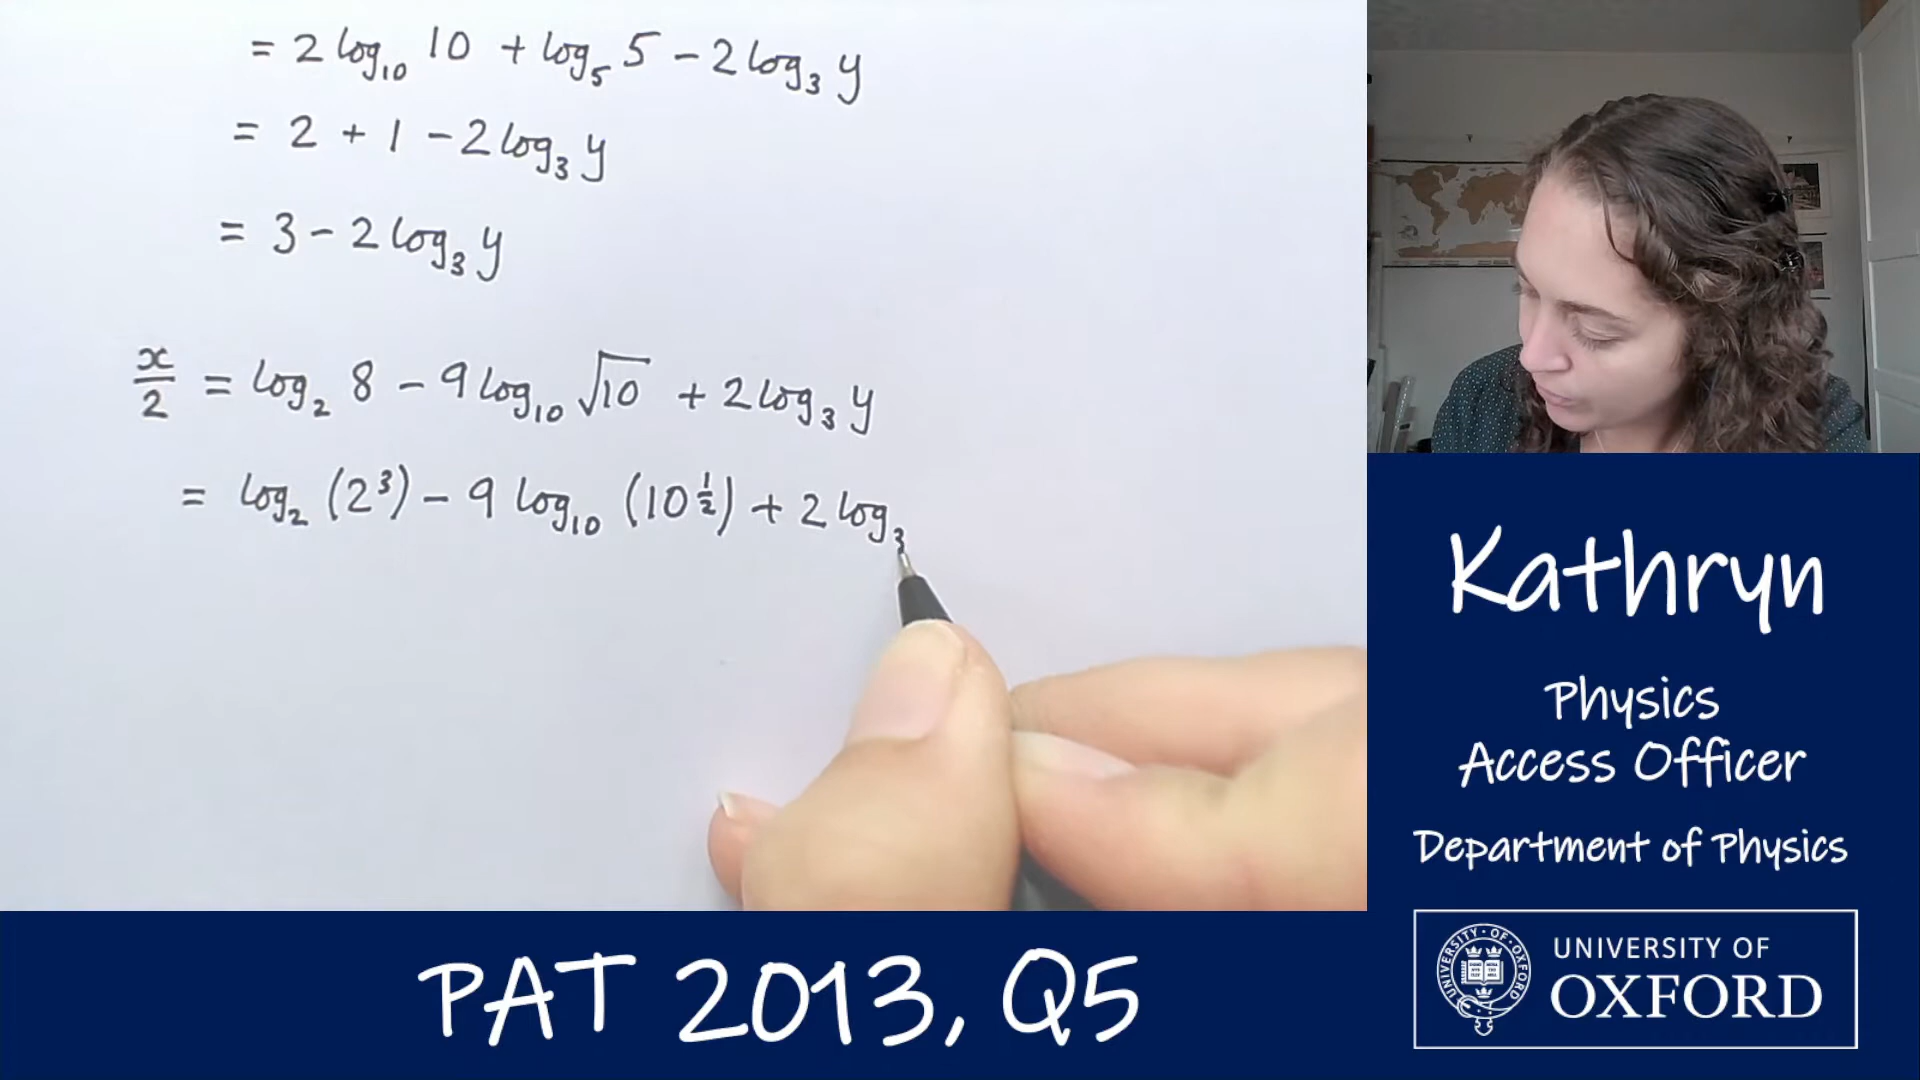 = 2 log₁₀ 10 + log₅ 5 - 2 log₃ y
= 2 + 1 - 2 log₃ y
= 3 - 2 log₃ y
x/2 = log₂ 8 - 9 log₁₀ √10 + 2 log₃ y
= log₂ (2³) - 9 log₁₀ (10^½) + 2 log₃
Kathryn
Physics
Access Officer
Department of Physics
UNIVERSITY OF
OXFORD
PAT 2013, Q5